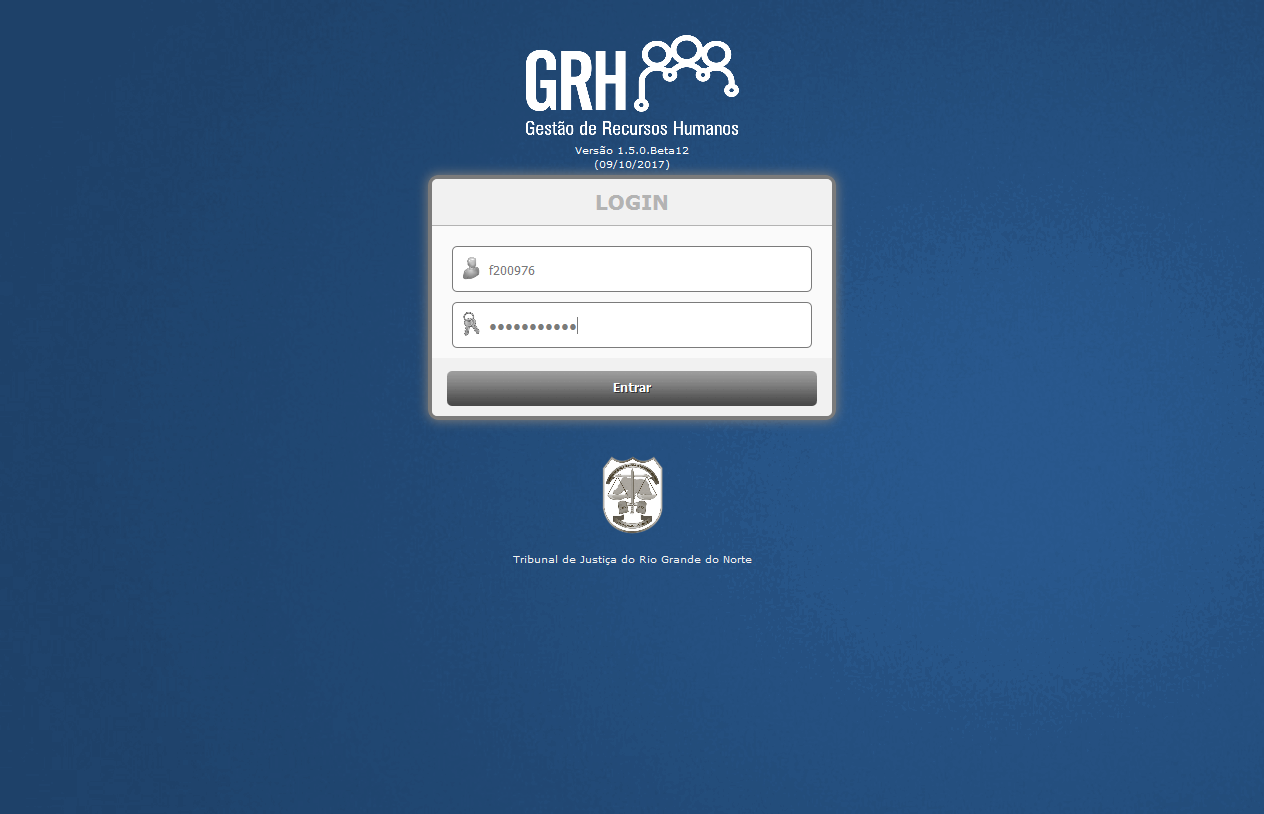 GRH
Gestão de Recursos Humanos
Versão 1.5.0.Beta12
(09/10/2017)
LOGIN
f200976
•••••••••••
Entrar
Tribunal de Justiça do Rio Grande do Norte